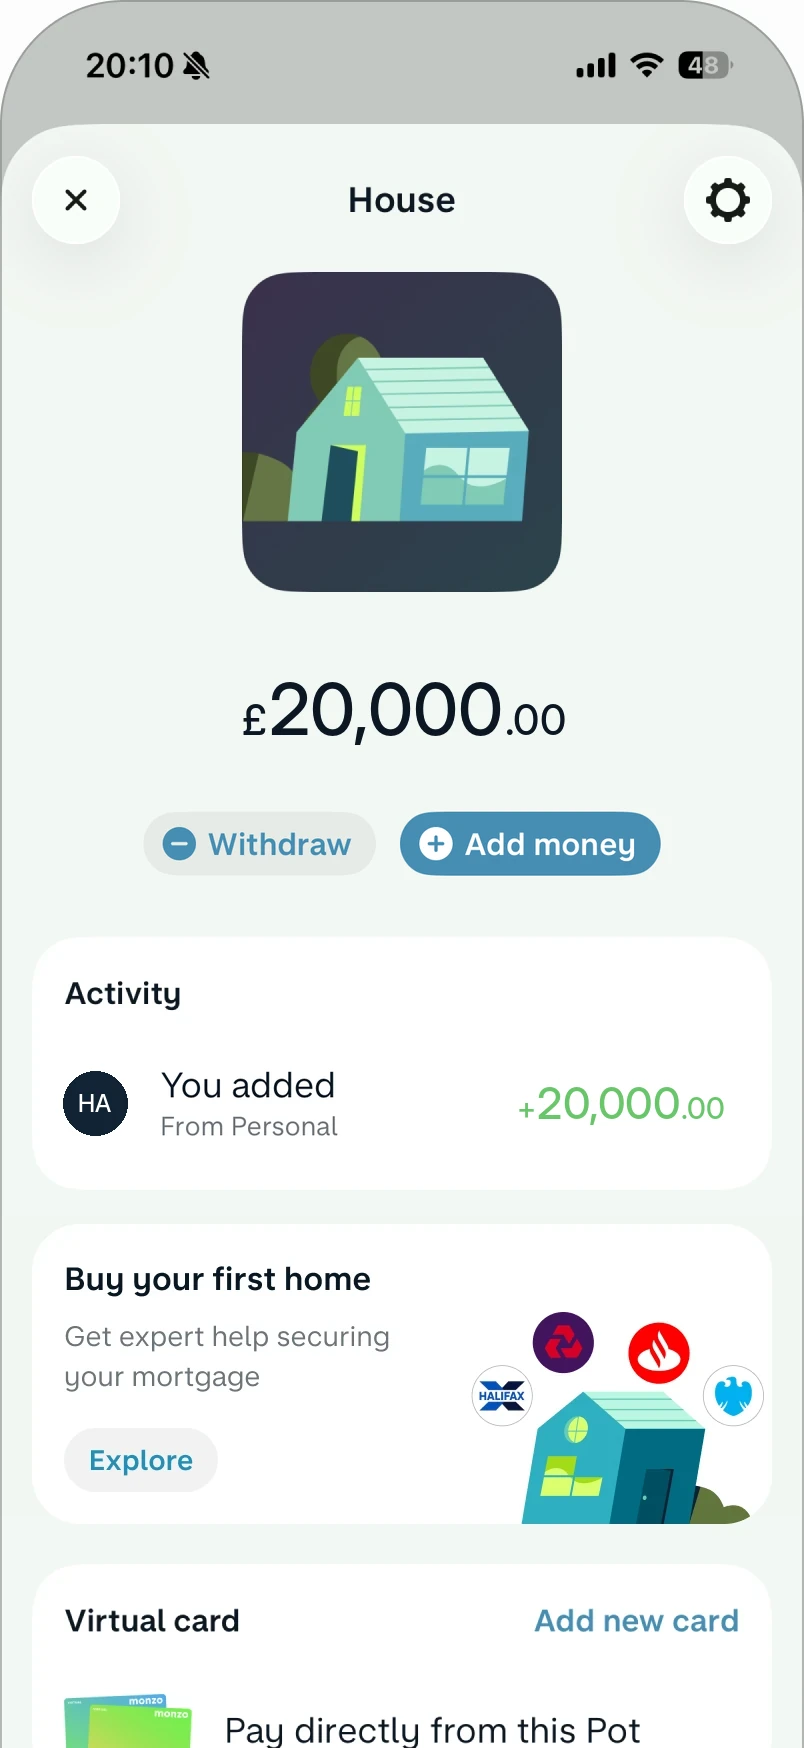 20:10
48
House
£20,000.00
Withdraw
Add money
Activity
HA
You added
From Personal
+20,000.00
Buy your first home
Get expert help securing
your mortgage
HALIFAX
Explore
Virtual card
Add new card
monzo
monzo
Pay directly from this Pot